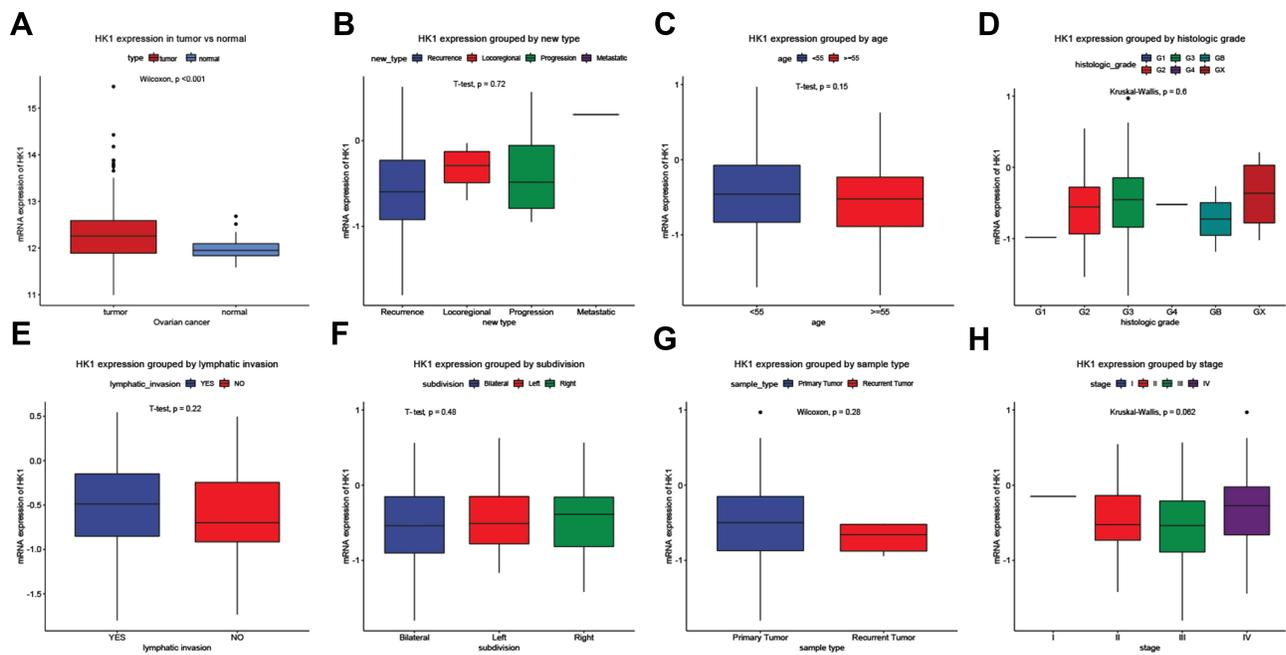 A
HK1 expression in tumor vs normal
type tumor normal
Wilcoxon, p <0.001
mRNA expression of HK1
15
14
13
12
11
turmor normal
Ovarian cancer
B
HK1 expression grouped by new type
new_type Recurrence Locoregional Progression Metastatic
T-test, p = 0.72
mRNA expression of HK1
0
-1
Recurrence Locoregional Progression Metastatic
new type
C
HK1 expression grouped by age
age <55 >=55
T-test, p = 0.15
mRNA expression of HK1
1
0
-1
<55 >=55
age
D
HK1 expression grouped by histologic grade
histologic_grade G1 G3 GB
G2 G4 GX
Kruskal-Wallis, p = 0.6
mRNA expression of HK1
1
0
-1
G1 G2 G3 G4 GB GX
histologic grade
E
HK1 expression grouped by lymphatic invasion
lymphatic_invasion YES NO
T-test, p = 0.22
mRNA expression of HK1
0.5
0.0
-0.5
-1.0
-1.5
YES NO
lymphatic invasion
F
HK1 expression grouped by subdivision
subdivision Bilateral Left Right
T- test, p = 0.48
mRNA expression of HK1
1
0
-1
Bilateral Left Right
subdivision
G
HK1 expression grouped by sample type
sample_type Primary Tumor Recurrent Tumor
Wilcoxon, p = 0.28
mRNA expression of HK1
1
0
-1
Primary Tumor Recurrent Tumor
sample type
H
HK1 expression grouped by stage
stage I II III IV
Kruskal-Wallis, p = 0.062
mRNA expression of HK1
1
0
-1
I II III IV
stage